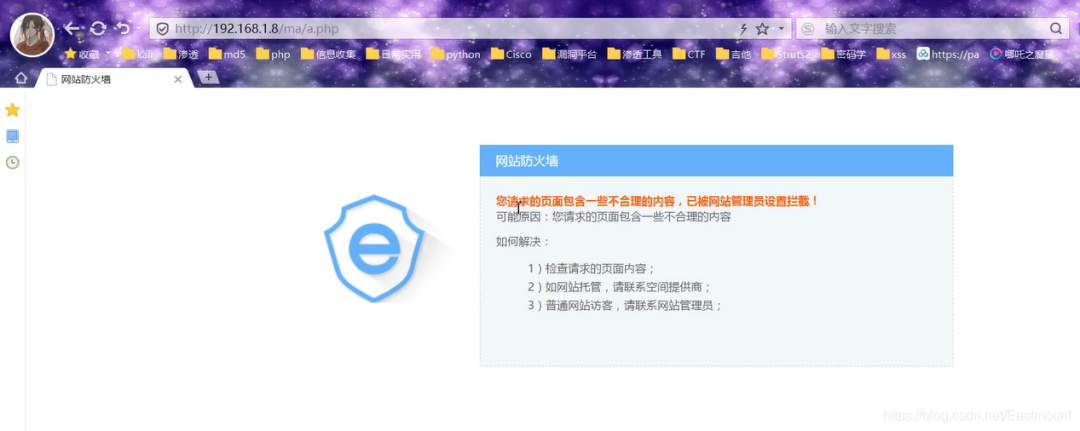 http://192.168.1.8/ma/a.php
输入文字搜索
收藏 kali 渗透 md5 php 信息收集 日常实用 python Cisco 漏洞平台 渗透工具 CTF 吉他 Struts2 密码学 xss https://pa 哪吒之魔童
网站防火墙
网站防火墙
您请求的页面包含一些不合理的内容，已被网站管理员设置拦截！
可能原因：您请求的页面包含一些不合理的内容
如何解决：
1）检查请求的页面内容；
2）如网站托管，请联系空间提供商；
3）普通网站访客，请联系网站管理员；
https://blog.csdn.net/Eastmount